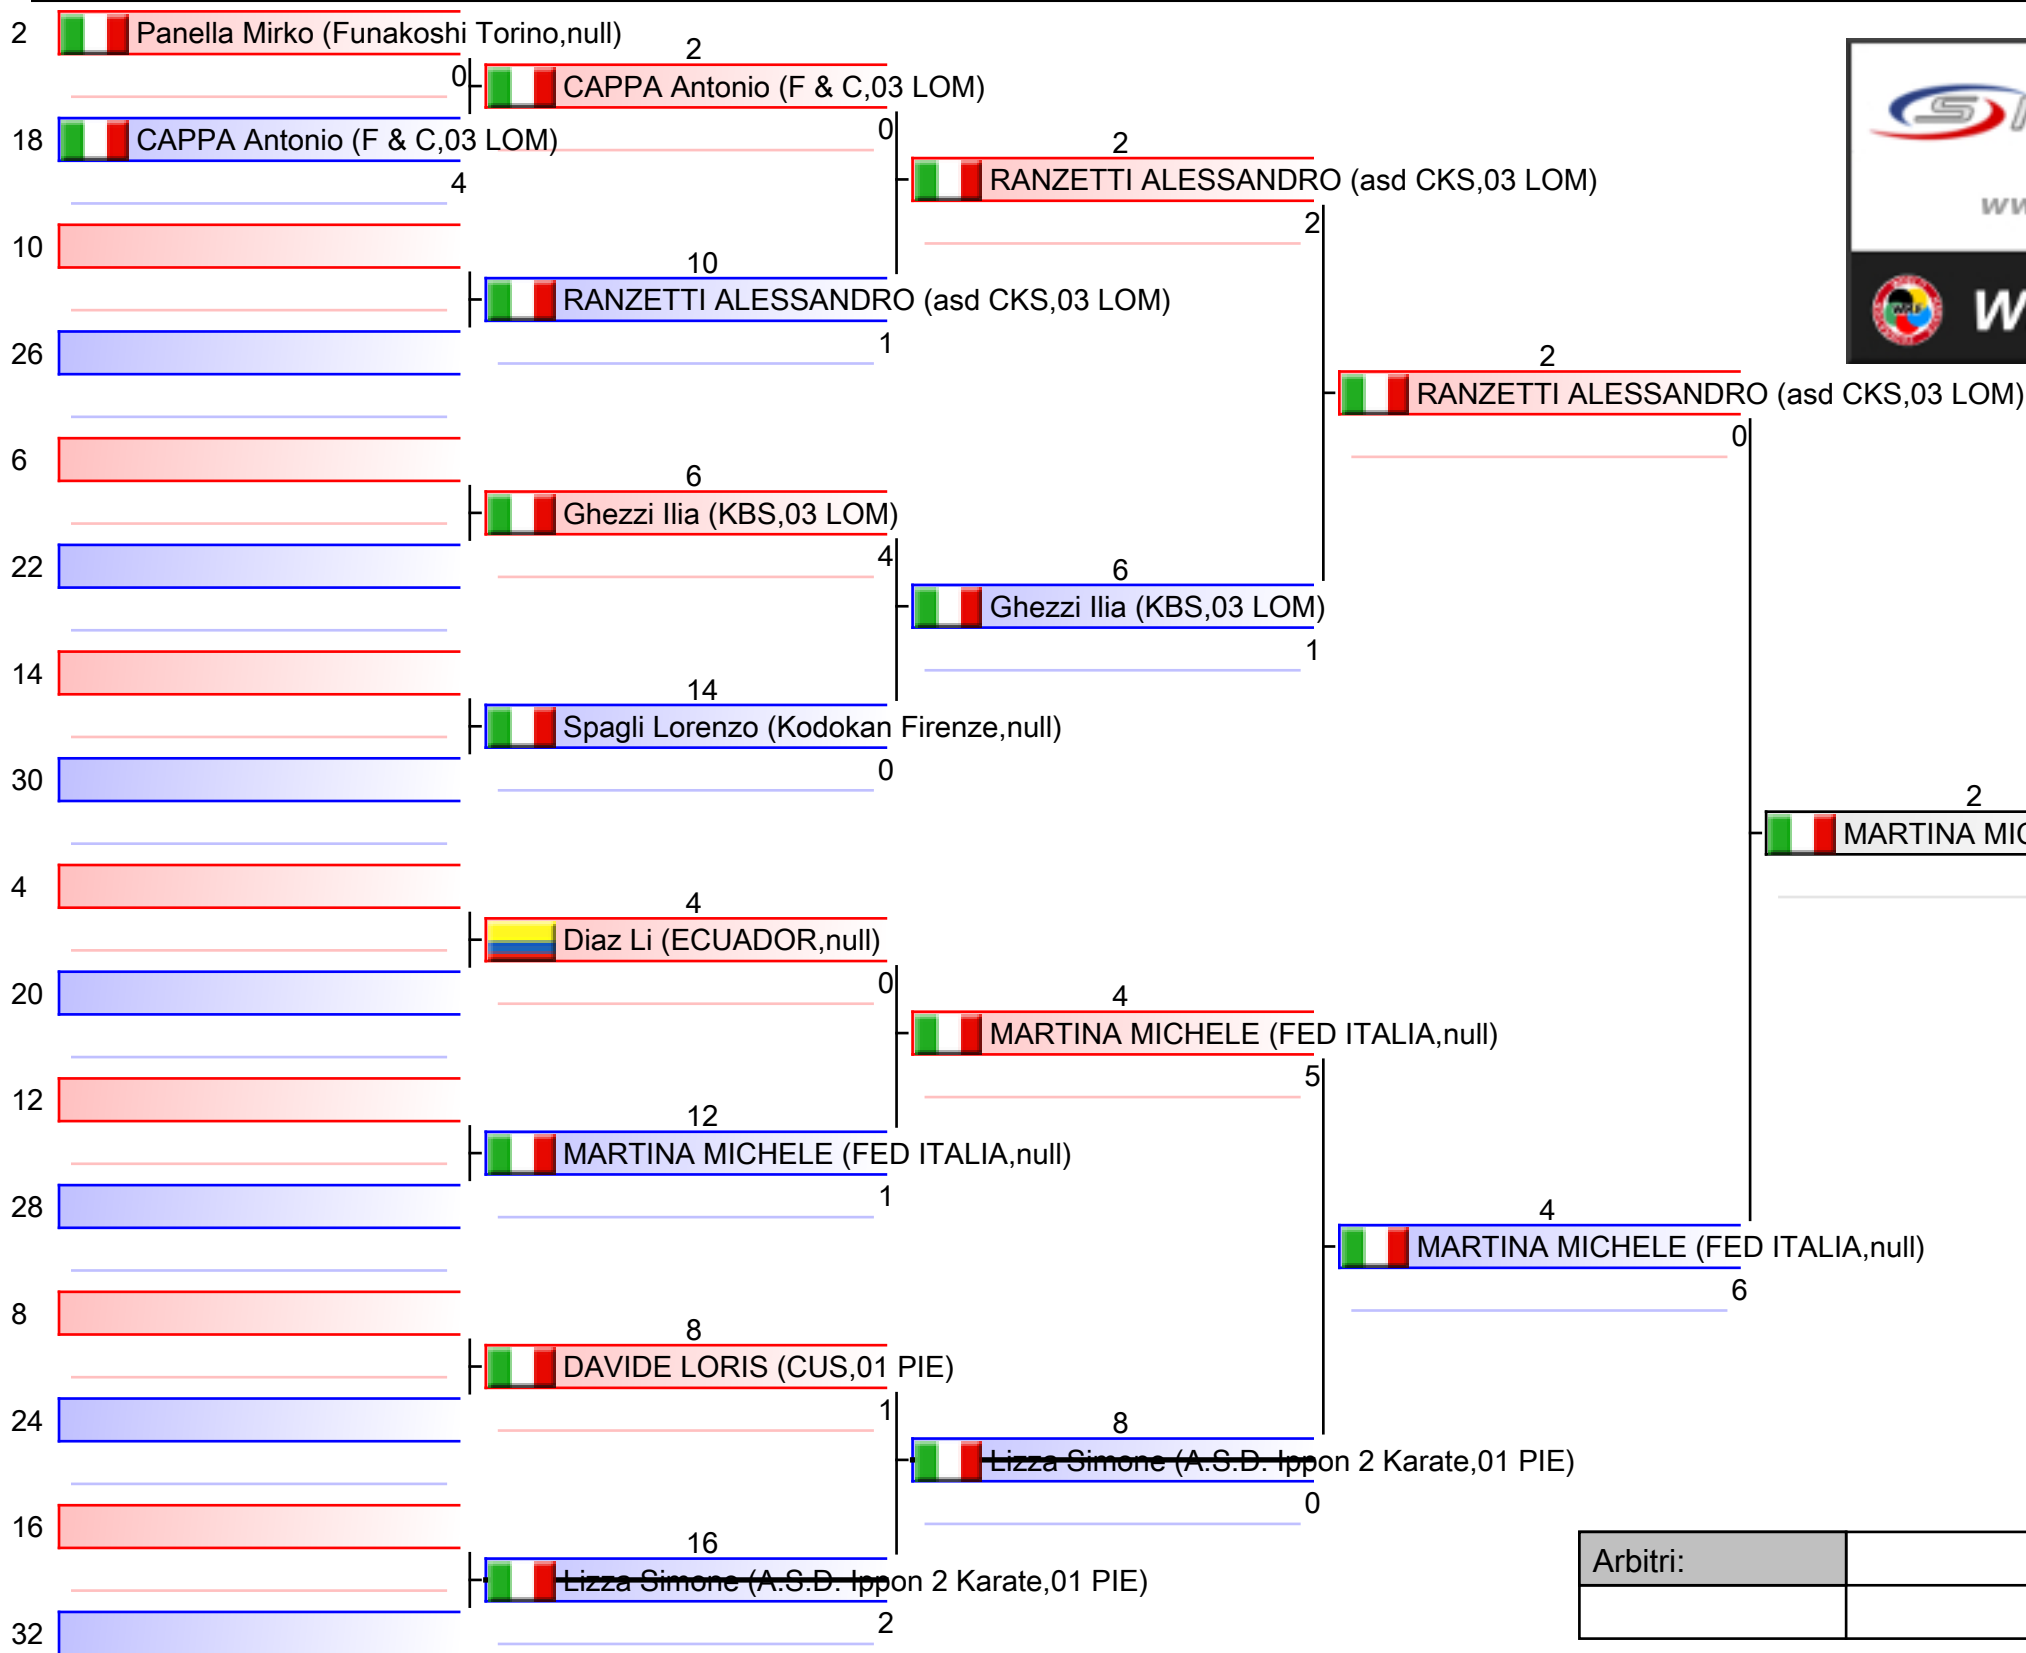 2 Panella Mirko (Funakoshi Torino,null)
0
2
CAPPA Antonio (F & C,03 LOM)
0
18 CAPPA Antonio (F & C,03 LOM)
4
2
RANZETTI ALESSANDRO (asd CKS,03 LOM)
2
10
10
RANZETTI ALESSANDRO (asd CKS,03 LOM)
1
26
2
RANZETTI ALESSANDRO (asd CKS,03 LOM)
0
6
6
Ghezzi Ilia (KBS,03 LOM)
4
22
6
Ghezzi Ilia (KBS,03 LOM)
1
14
14
Spagli Lorenzo (Kodokan Firenze,null)
0
30
2
MARTINA MIC
4
4
Diaz Li (ECUADOR,null)
0
20
4
MARTINA MICHELE (FED ITALIA,null)
5
12
12
MARTINA MICHELE (FED ITALIA,null)
1
28
4
MARTINA MICHELE (FED ITALIA,null)
6
8
8
DAVIDE LORIS (CUS,01 PIE)
1
24
8
Lizza Simone (A.S.D. Ippon 2 Karate,01 PIE)
0
16
16
Lizza Simone (A.S.D. Ippon 2 Karate,01 PIE)
2
32
Arbitri: